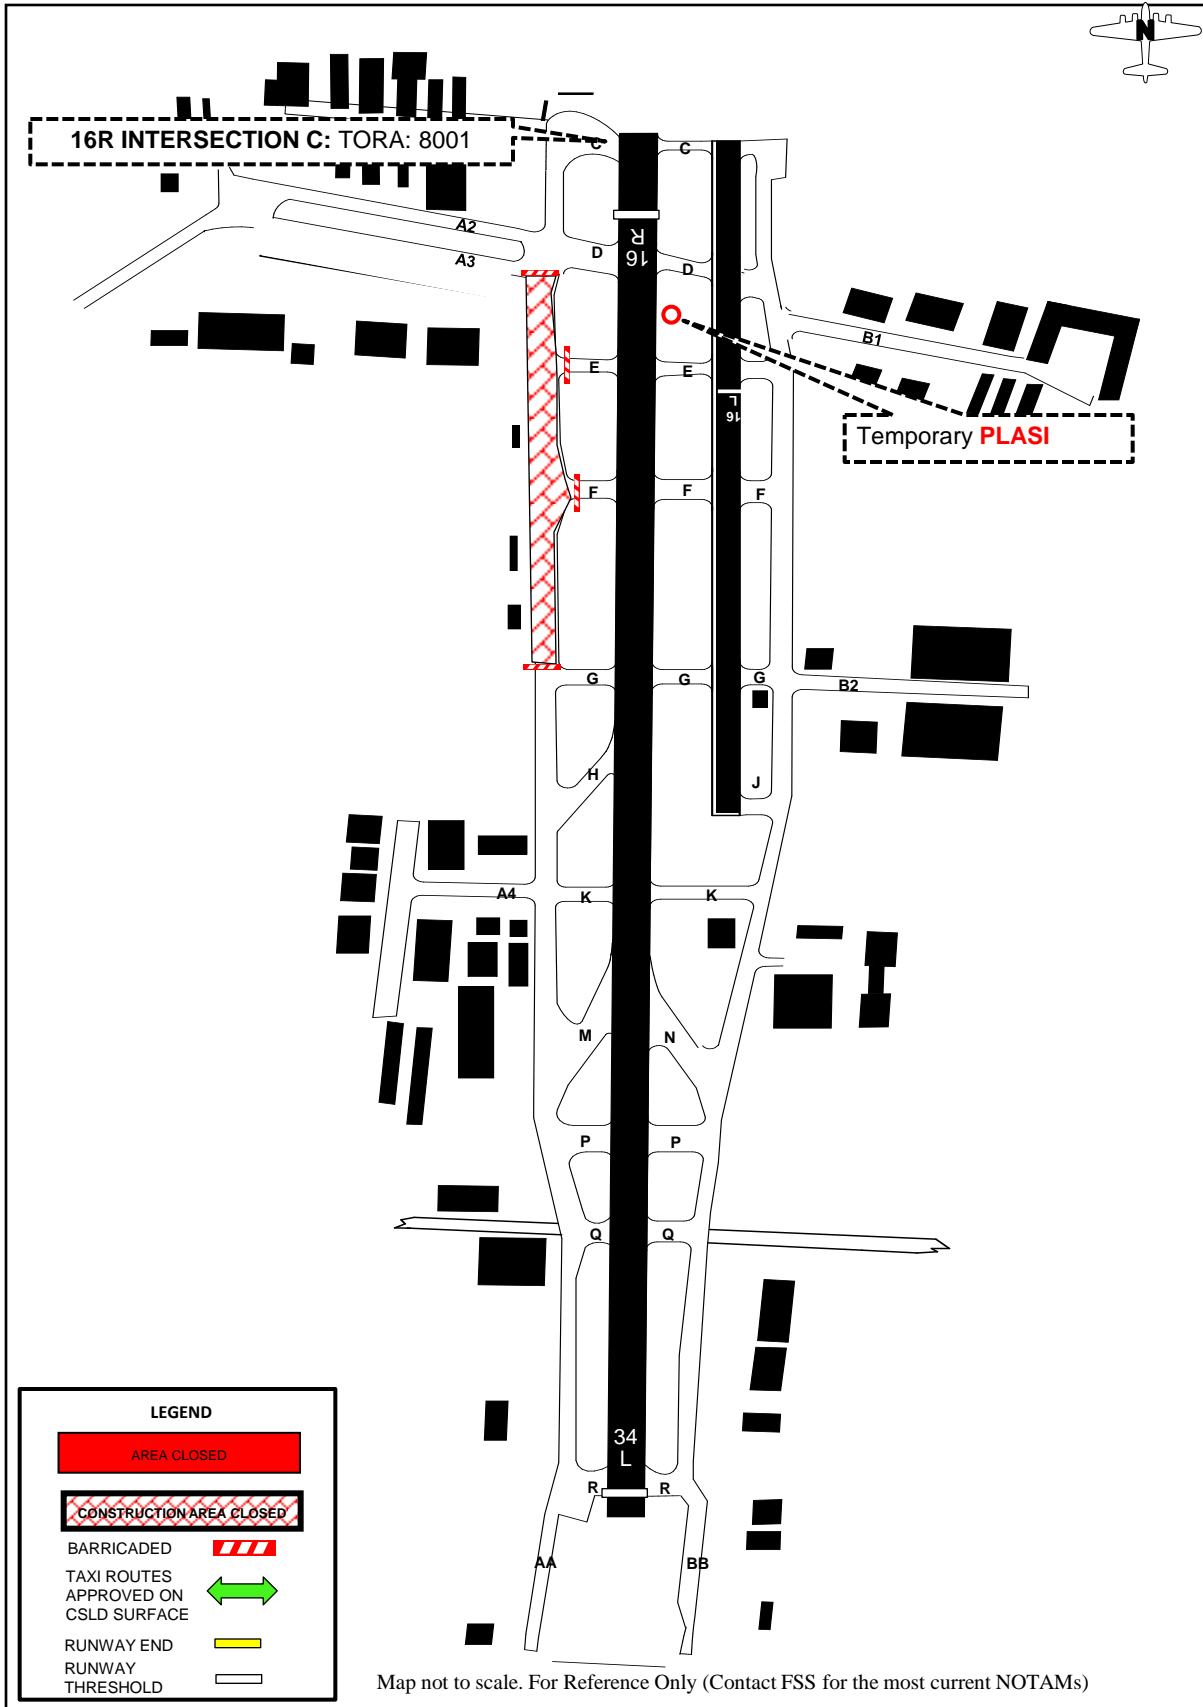 N
16R INTERSECTION C: TORA: 8001
C
C
A2
A3
D
D
16
R
B1
E
E
16
L
Temporary PLASI
F
F
F
G
G
G
B2
H
J
A4
K
K
M
N
P
P
Q
Q
34
L
R
R
AA
BB
LEGEND
AREA CLOSED
CONSTRUCTION AREA CLOSED
BARRICADED
TAXI ROUTES
APPROVED ON
CSLD SURFACE
RUNWAY END
RUNWAY
THRESHOLD
Map not to scale. For Reference Only (Contact FSS for the most current NOTAMs)